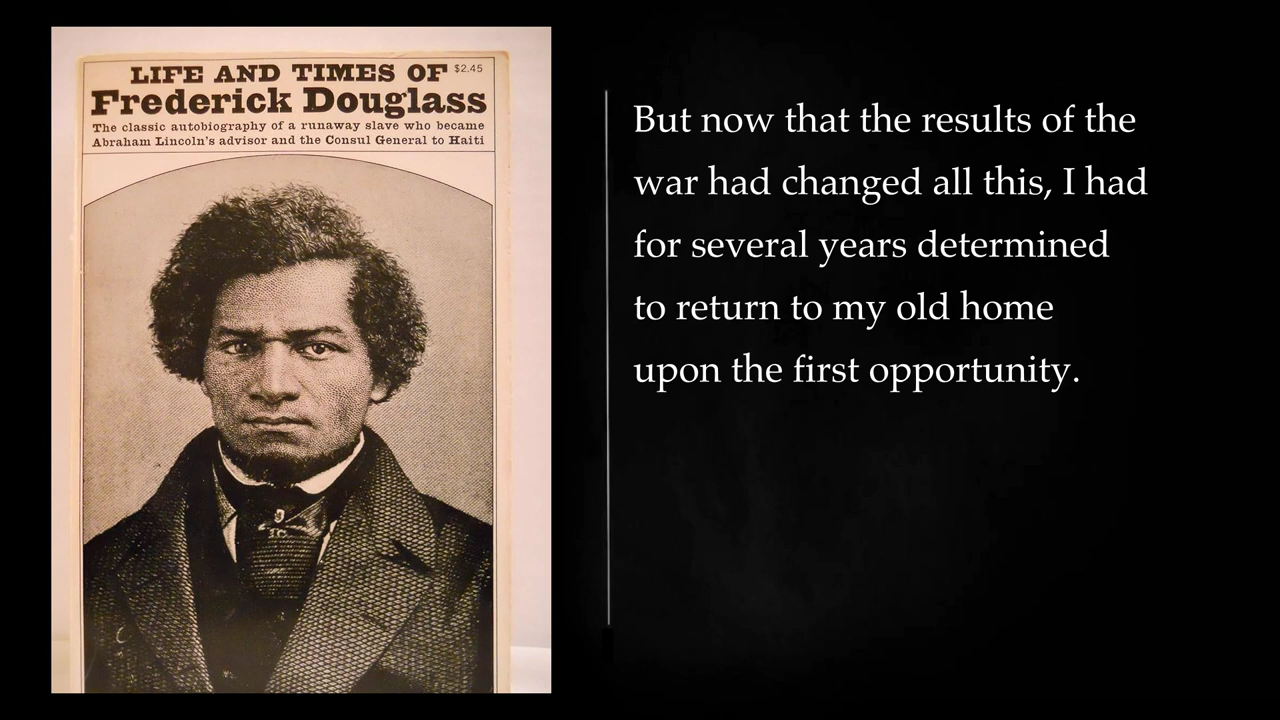 LIFE AND TIMES OF $2.45
Frederick Douglass
The classic autobiography of a runaway slave who became
Abraham Lincoln's advisor and the Consul General to Haiti
But now that the results of the
war had changed all this, I had
for several years determined
to return to my old home
upon the first opportunity.